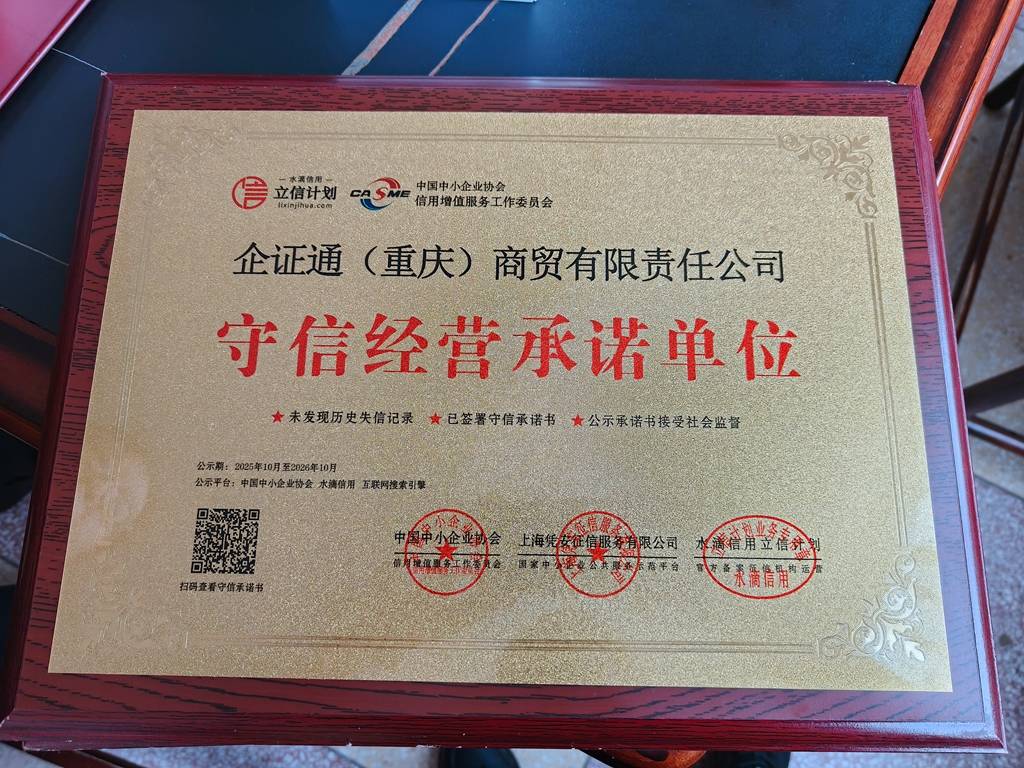 水滴信用
立信计划
lixinjihua.com
CASME
中国中小企业协会
信用增值服务工作委员会
企证通（重庆）商贸有限责任公司
守信经营承诺单位
★未发现历史失信记录 ★已签署守信承诺书 ★公示承诺书接受社会监督
公示期：2025年10月至2026年10月
公示平台：中国中小企业协会 水滴信用 互联网搜索引擎
扫码查看守信承诺书
中国中小企业协会 上海凭安征信服务有限公司 水滴信用立信计划
信用增值服务工作委员会 国家中小企业公共服务示范平台 官方备案征信机构运营
水滴信用